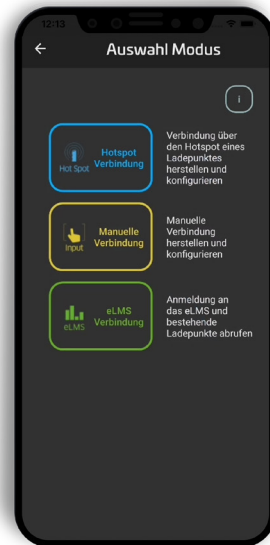 12:13
Auswahl Modus
i
Hot Spot
Hotspot
Verbindung
Verbindung über
den Hotspot eines
Ladepunktes
herstellen und
konfigurieren
Input
Manuelle
Verbindung
Manuelle
Verbindung
herstellen und
konfigurieren
eLMS
eLMS
Verbindung
Anmeldung an
das eLMS und
bestehende
Ladepunkte abrufen